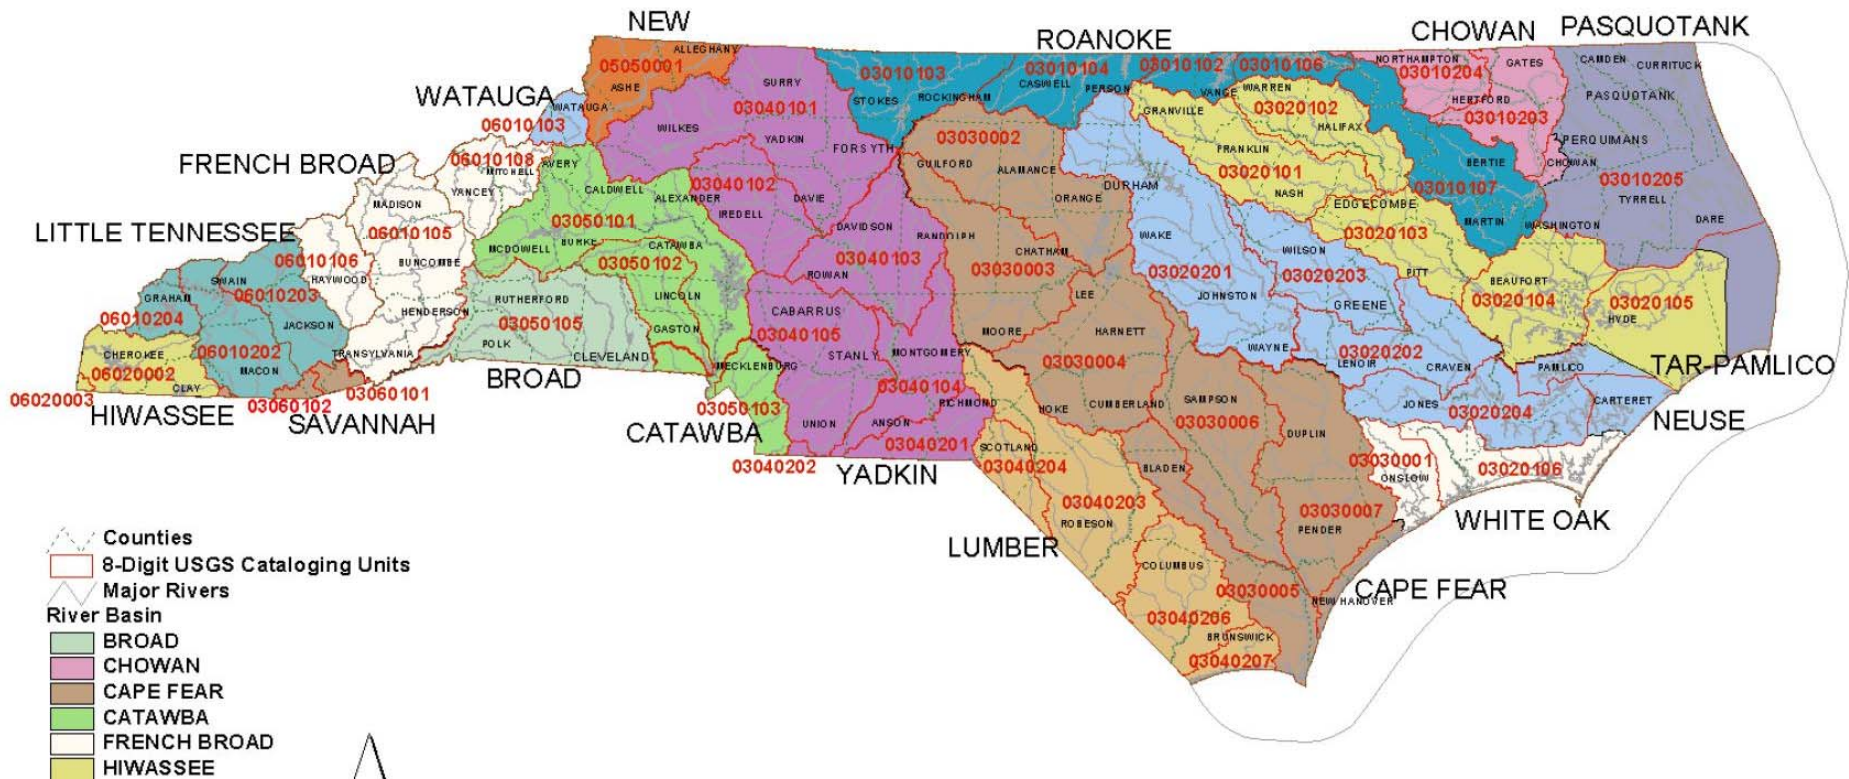 NEW
ROANOKE
CHOWAN
PASQUOTANK
ALLEGHANY
05050001
ASHE
SURRY
03010103
03010104
03010102
03010106
NORTHAMPTON
03010204
GATES
CAMDEN
CURRITUCK
WATAUGA
WATAUGA
06010103
03040101
STOKES
ROCKINGHAM
CASWELL
PERSON
VANCE
WARREN
GRANVILLE
03020102
HALIFAX
HERTFORD
03010203
PASQUOTANK
WILKES
YADKIN
FORSYTH
03030002
PERQUIMANS
FRENCH BROAD
06010108
MITCHELL
AVERY
YANCEY
GUILFORD
ALAMANCE
FRANKLIN
03020101
NASH
BERTIE
03010107
CHOWAN
03010205
TYRRELL
MADISON
CALDWELL
ALEXANDER
03040102
IREDELL
DAVIE
ORANGE
DURHAM
EDGECOMBE
MARTIN
WASHINGTON
DARE
LITTLE TENNESSEE
06010105
03050101
MCDOWELL
BURKE
CATAWBA
DAVIDSON
RANDOLPH
CHATHAM
WAKE
WILSON
03020103
06010106
BUNCOMBE
HAYWOOD
03050102
ROWAN
03040103
03030003
03020201
03020203
PITT
BEAUFORT
03020104
03020105
HYDE
SWAIN
GRAHAM
06010203
RUTHERFORD
LINCOLN
LEE
JOHNSTON
GREENE
06010204
JACKSON
HENDERSON
03050105
GASTON
CABARRUS
03040105
MOORE
HARNETT
CHEROKEE
06020002
06010202
MACON
TRANSYLVANIA
POLK
CLEVELAND
MECKLENBURG
STANLY
MONTGOMERY
03030004
WAYNE
03020202
LENOIR
CRAVEN
PAMLICO
TAR-PAMLICO
CLAY
06020003
HIWASSEE
03060102
03060101
SAVANNAH
BROAD
03050103
CATAWBA
03040104
RICHMOND
HOKE
CUMBERLAND
SAMPSON
03030006
JONES
03020204
CARTERET
NEUSE
UNION
ANSON
03040201
DUPLIN
03040202
YADKIN
SCOTLAND
03040204
BLADEN
03030001
ONSLOW
03020106
WHITE OAK
03040203
ROBESON
03030007
PENDER
LUMBER
COLUMBUS
03030005
NEW HANOVER
CAPE FEAR
03040206
BRUNSWICK
03040207
Counties
8-Digit USGS Cataloging Units
Major Rivers
River Basin
BROAD
CHOWAN
CAPE FEAR
CATAWBA
FRENCH BROAD
HIWASSEE